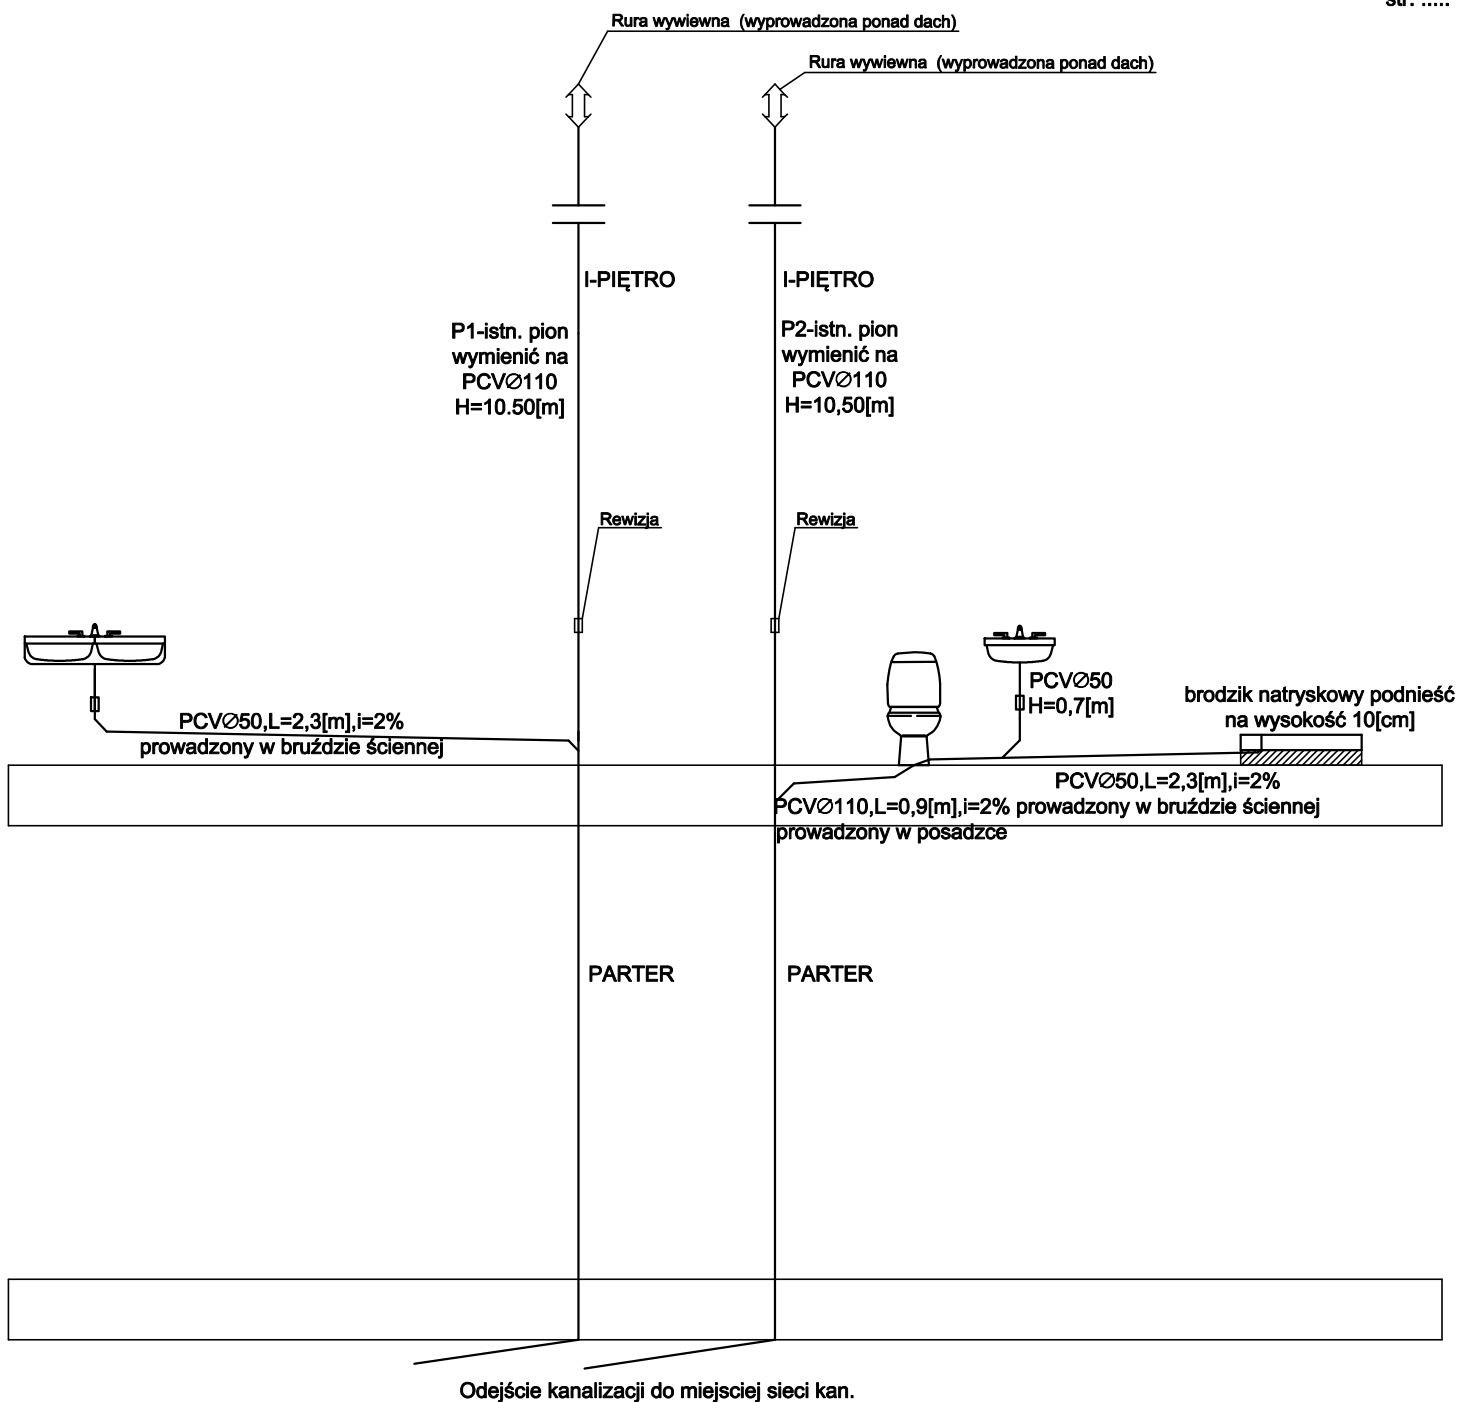 str. .....
Rura wywiewna (wyprowadzona ponad dach)
Rura wywiewna (wyprowadzona ponad dach)
I-PIĘTRO
I-PIĘTRO
P1-istn. pion
wymienić na
PCV∅110
H=10.50[m]
P2-istn. pion
wymienić na
PCV∅110
H=10,50[m]
Rewizja
Rewizja
PCV∅50
H=0,7[m]
brodzik natryskowy podnieść
na wysokość 10[cm]
PCV∅50,L=2,3[m],i=2%
prowadzony w bruździe ściennej
PCV∅50,L=2,3[m],i=2%
PCV∅110,L=0,9[m],i=2% prowadzony w bruździe ściennej
prowadzony w posadzce
PARTER
PARTER
Odejście kanalizacji do miejsciej sieci kan.